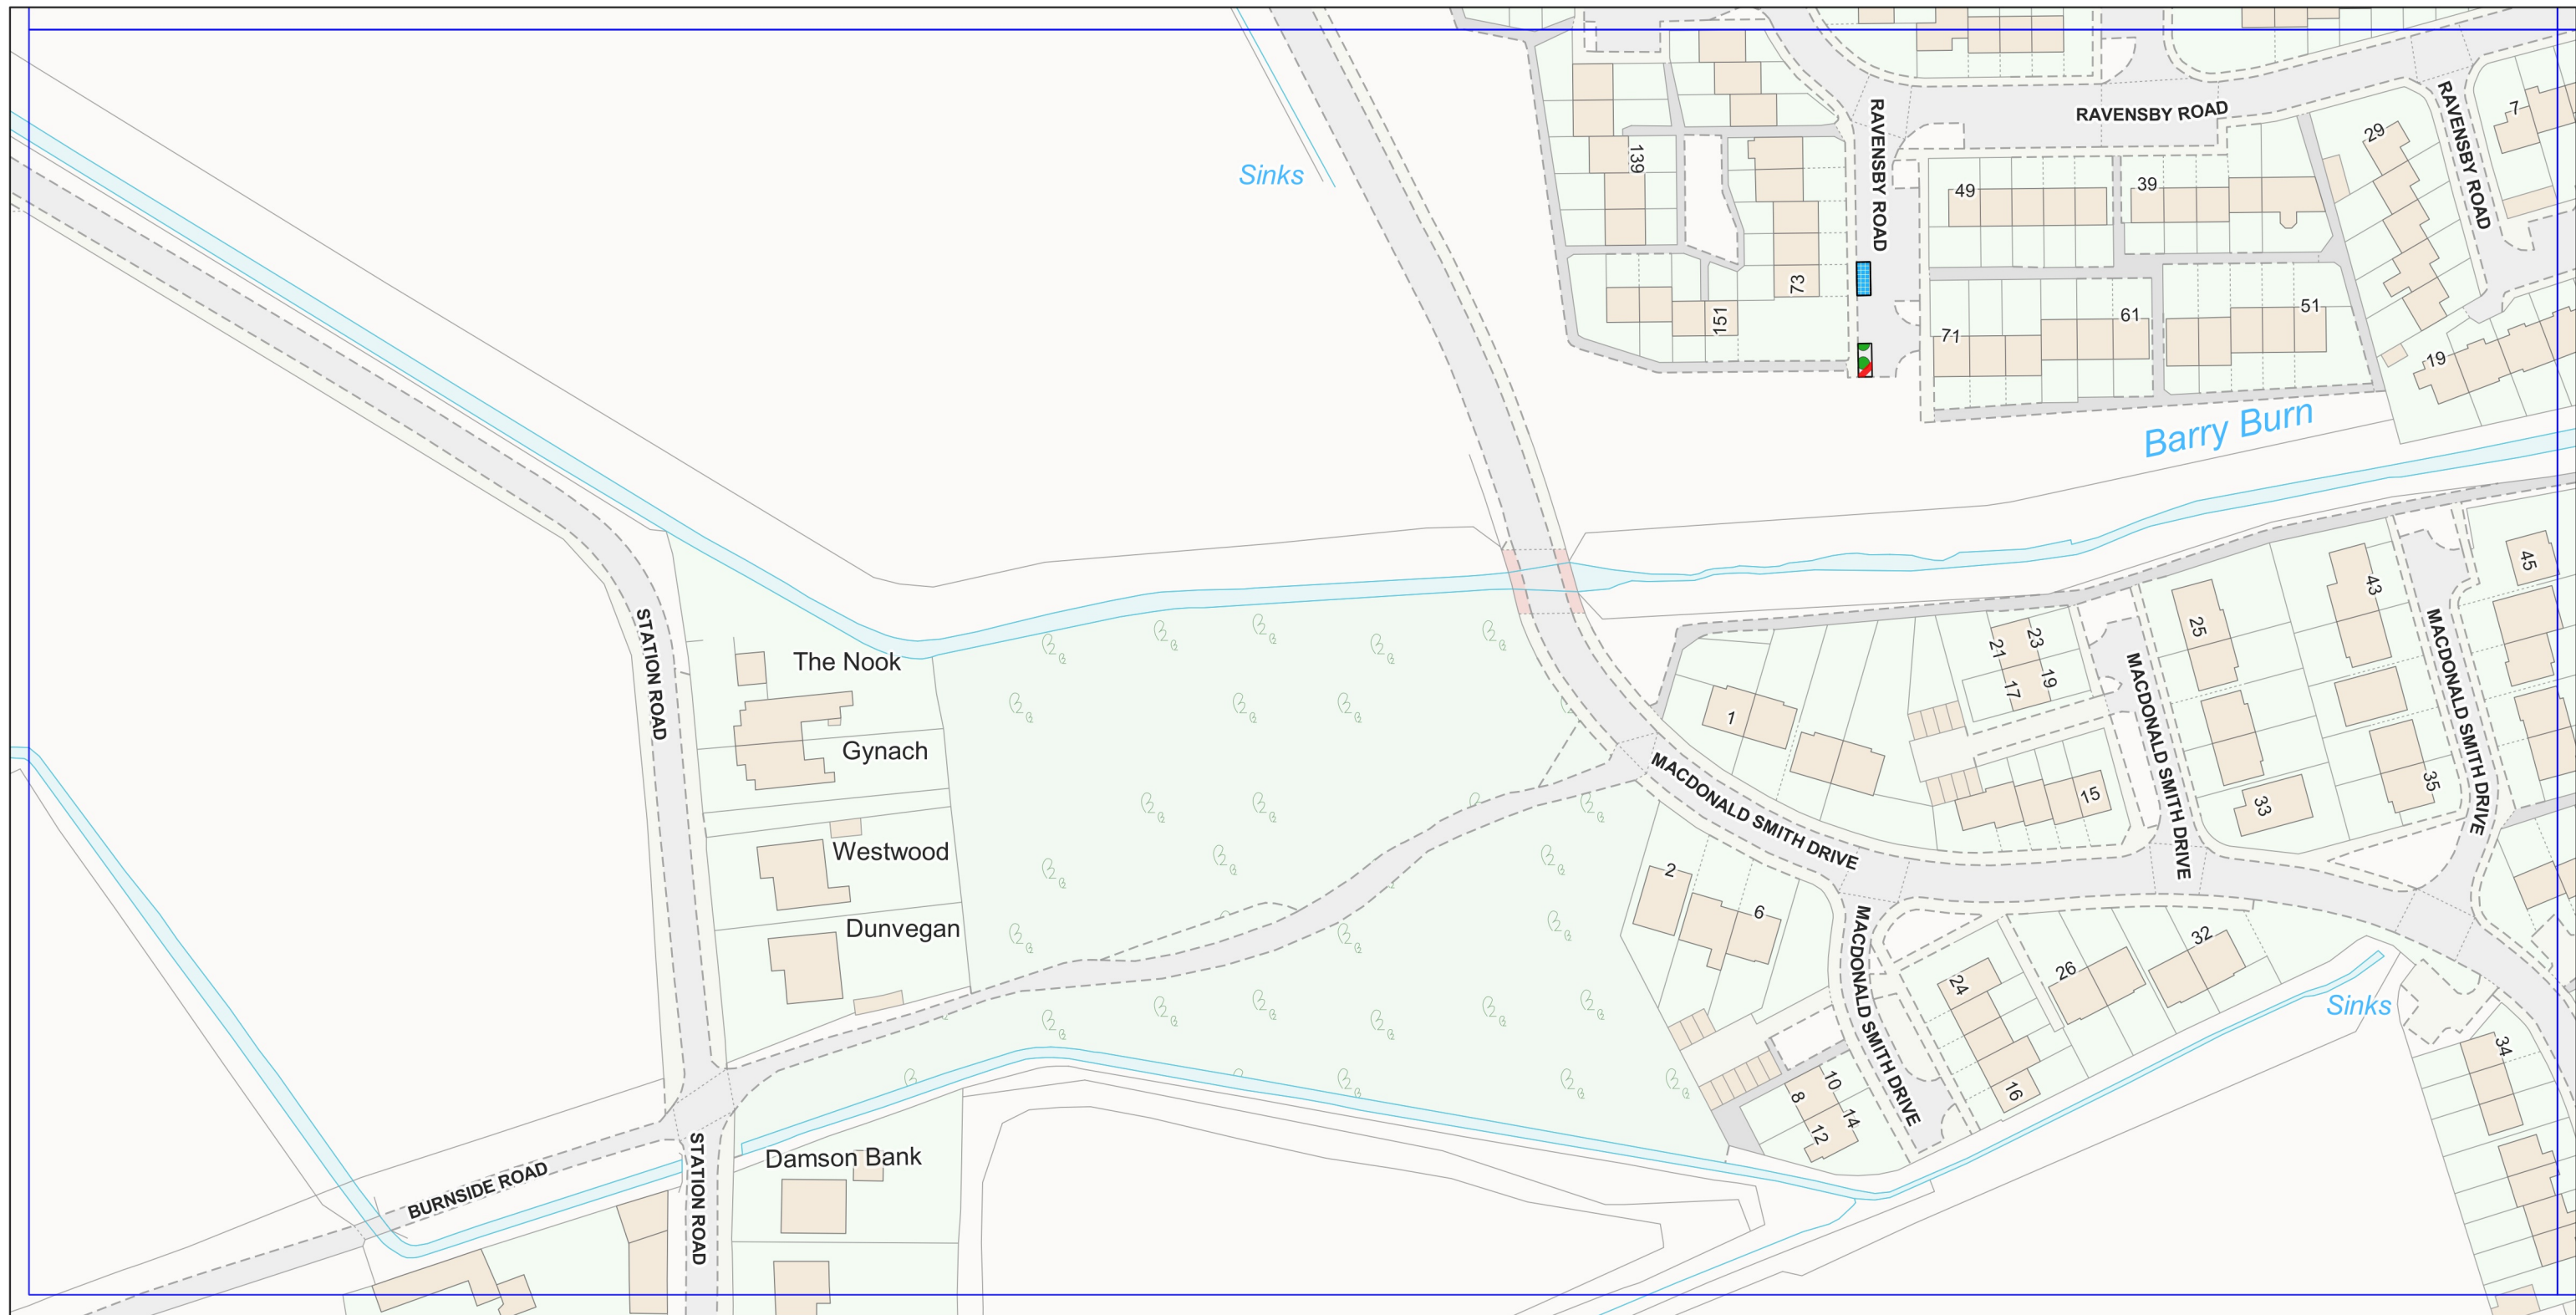 RAVENSBY ROAD
RAVENSBY ROAD
RAVENSBY ROAD
7
29
139
Sinks
49
39
73
151
71
61
51
19
Barry Burn
45
43
25
23
21
19
17
STATION ROAD
The Nook
MACDONALD SMITH DRIVE
MACDONALD SMITH DRIVE
1
Gynach
MACDONALD SMITH DRIVE
35
33
15
Westwood
2
6
Dunvegan
MACDONALD SMITH DRIVE
32
26
24
Sinks
34
16
10
8
14
12
Damson Bank
BURNSIDE ROAD
STATION ROAD